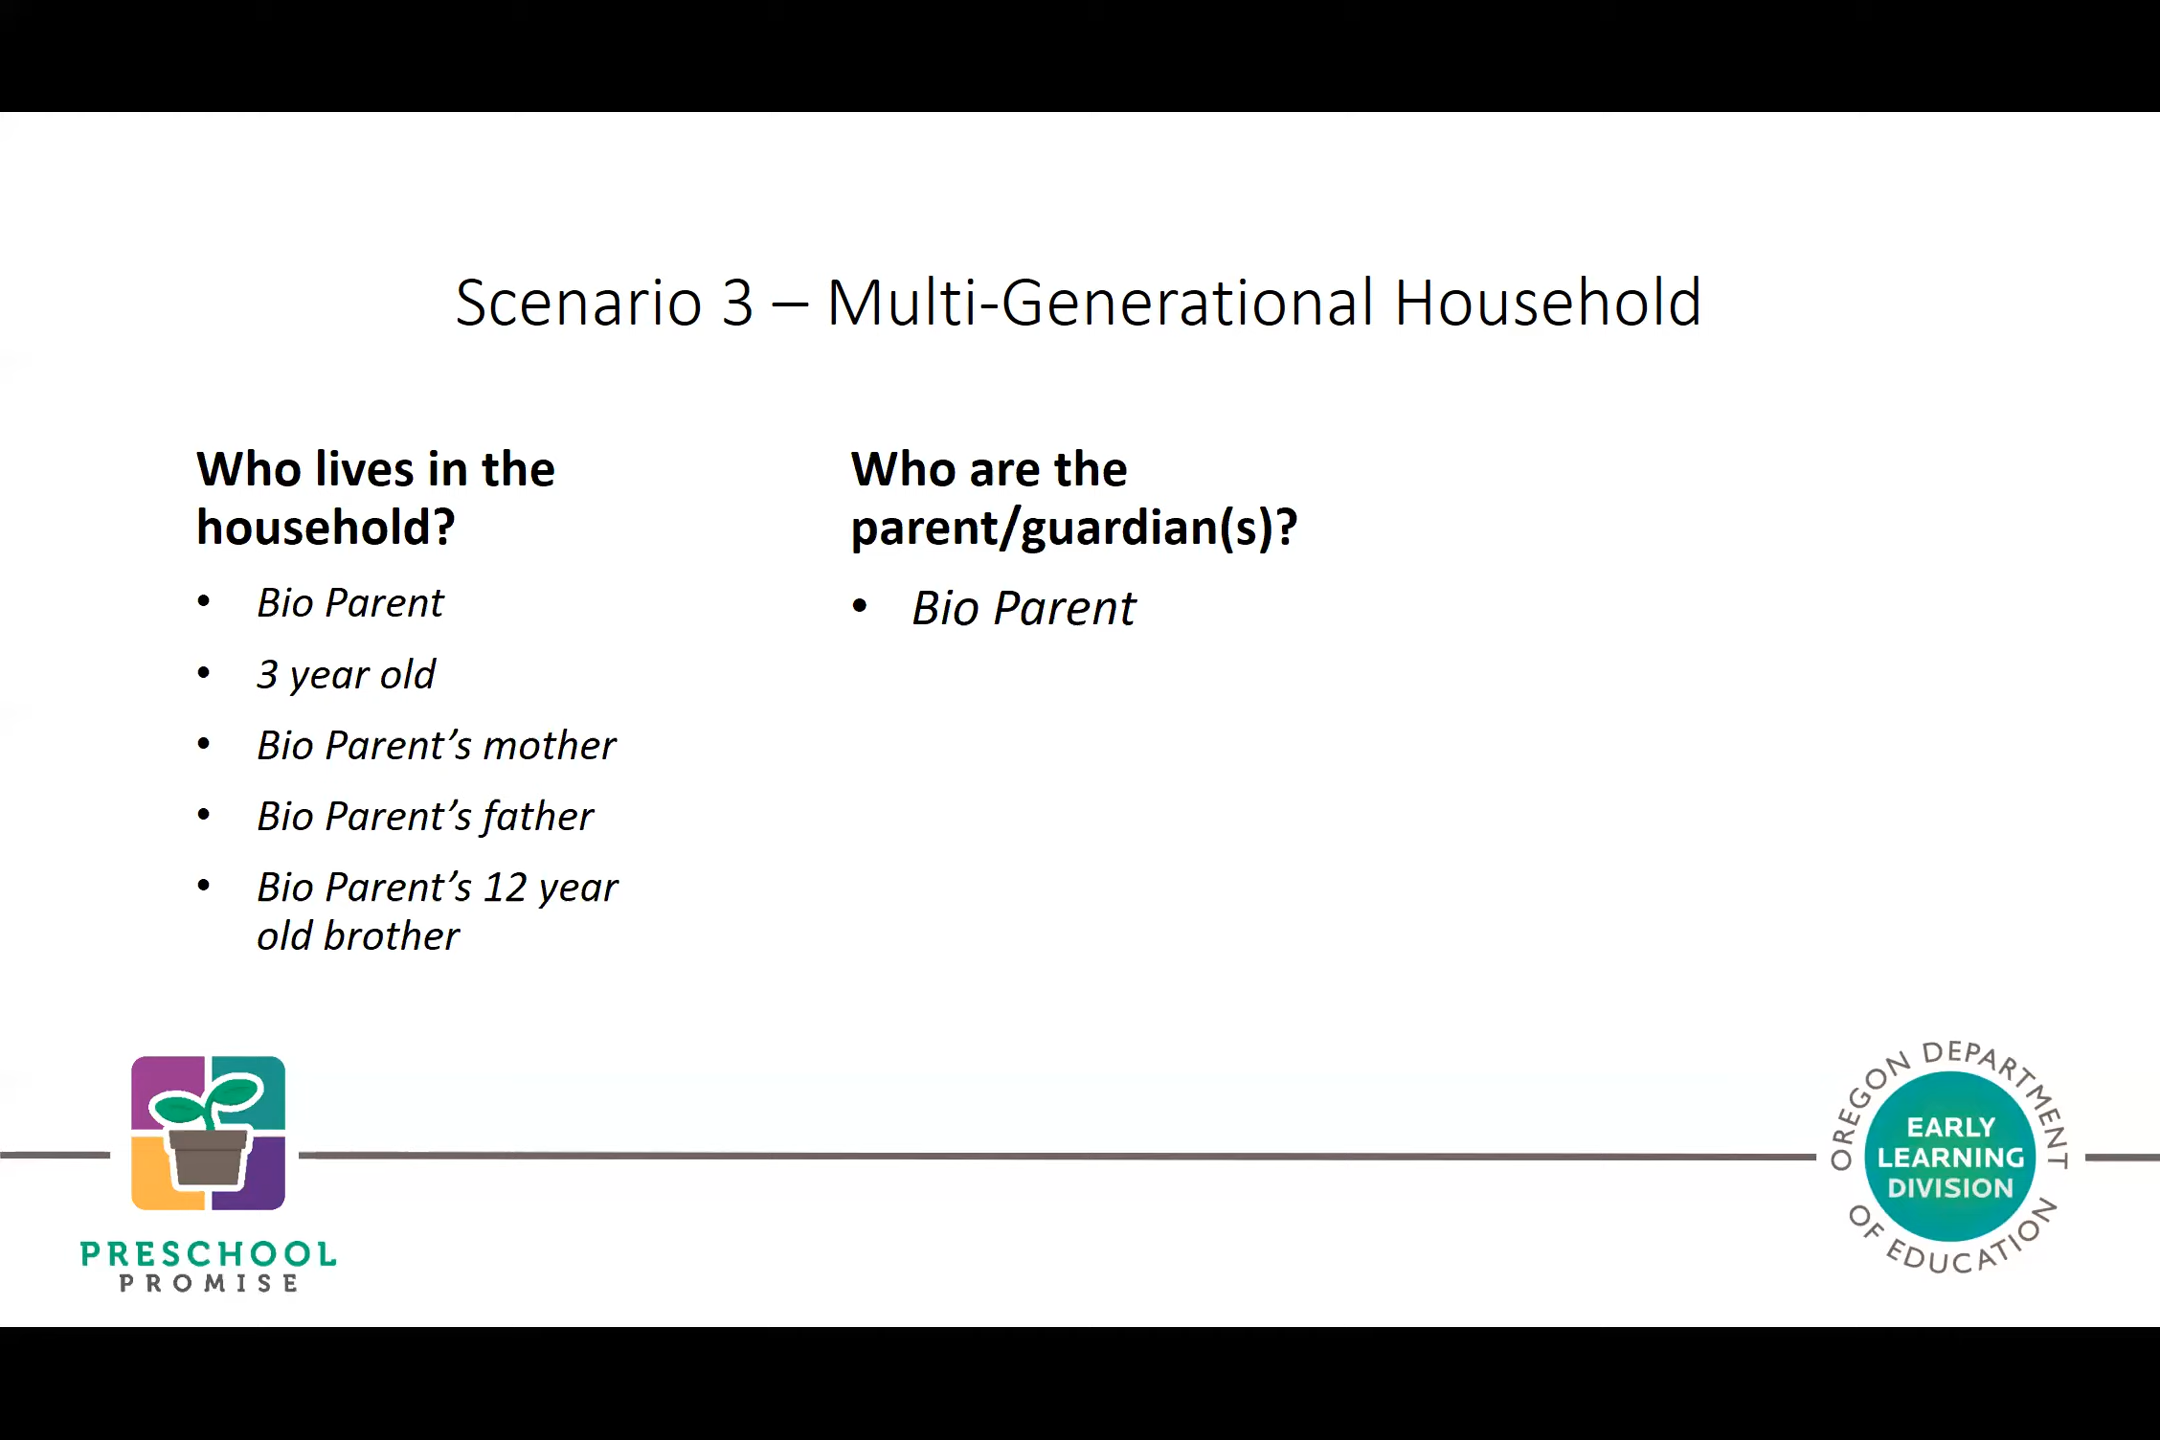 Scenario 3 – Multi-Generational Household
Who lives in the
household?
• Bio Parent
• 3 year old
• Bio Parent’s mother
• Bio Parent’s father
• Bio Parent’s 12 year
old brother
Who are the
parent/guardian(s)?
• Bio Parent
PRESCHOOL
PROMISE
OREGON DEPARTMENT
OF EDUCATION
EARLY
LEARNING
DIVISION